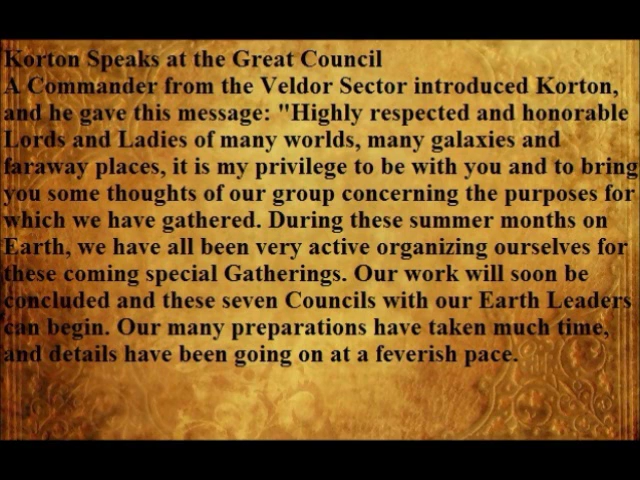 Korton Speaks at the Great Council
A Commander from the Veldor Sector introduced Korton,
and he gave this message: "Highly respected and honorable
Lords and Ladies of many worlds, many galaxies and
faraway places, it is my privilege to be with you and to bring
you some thoughts of our group concerning the purposes for
which we have gathered. During these summer months on
Earth, we have all been very active organizing ourselves for
these coming special Gatherings. Our work will soon be
concluded and these seven Councils with our Earth Leaders
can begin. Our many preparations have taken much time,
and details have been going on at a feverish pace.